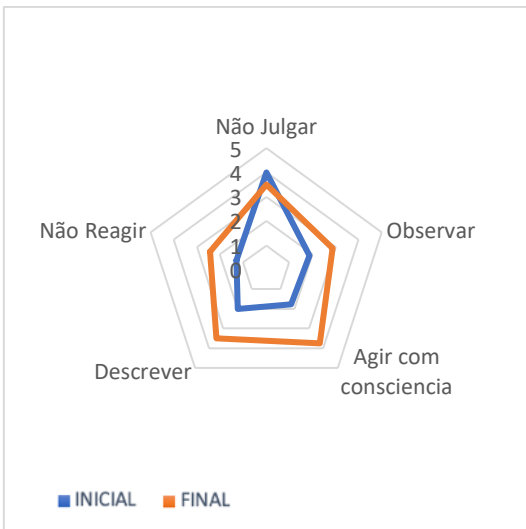 Não Julgar
5
4
3
2
1
0
Não Reagir
Observar
Descrever
Agir com
consciencia
INICIAL
FINAL